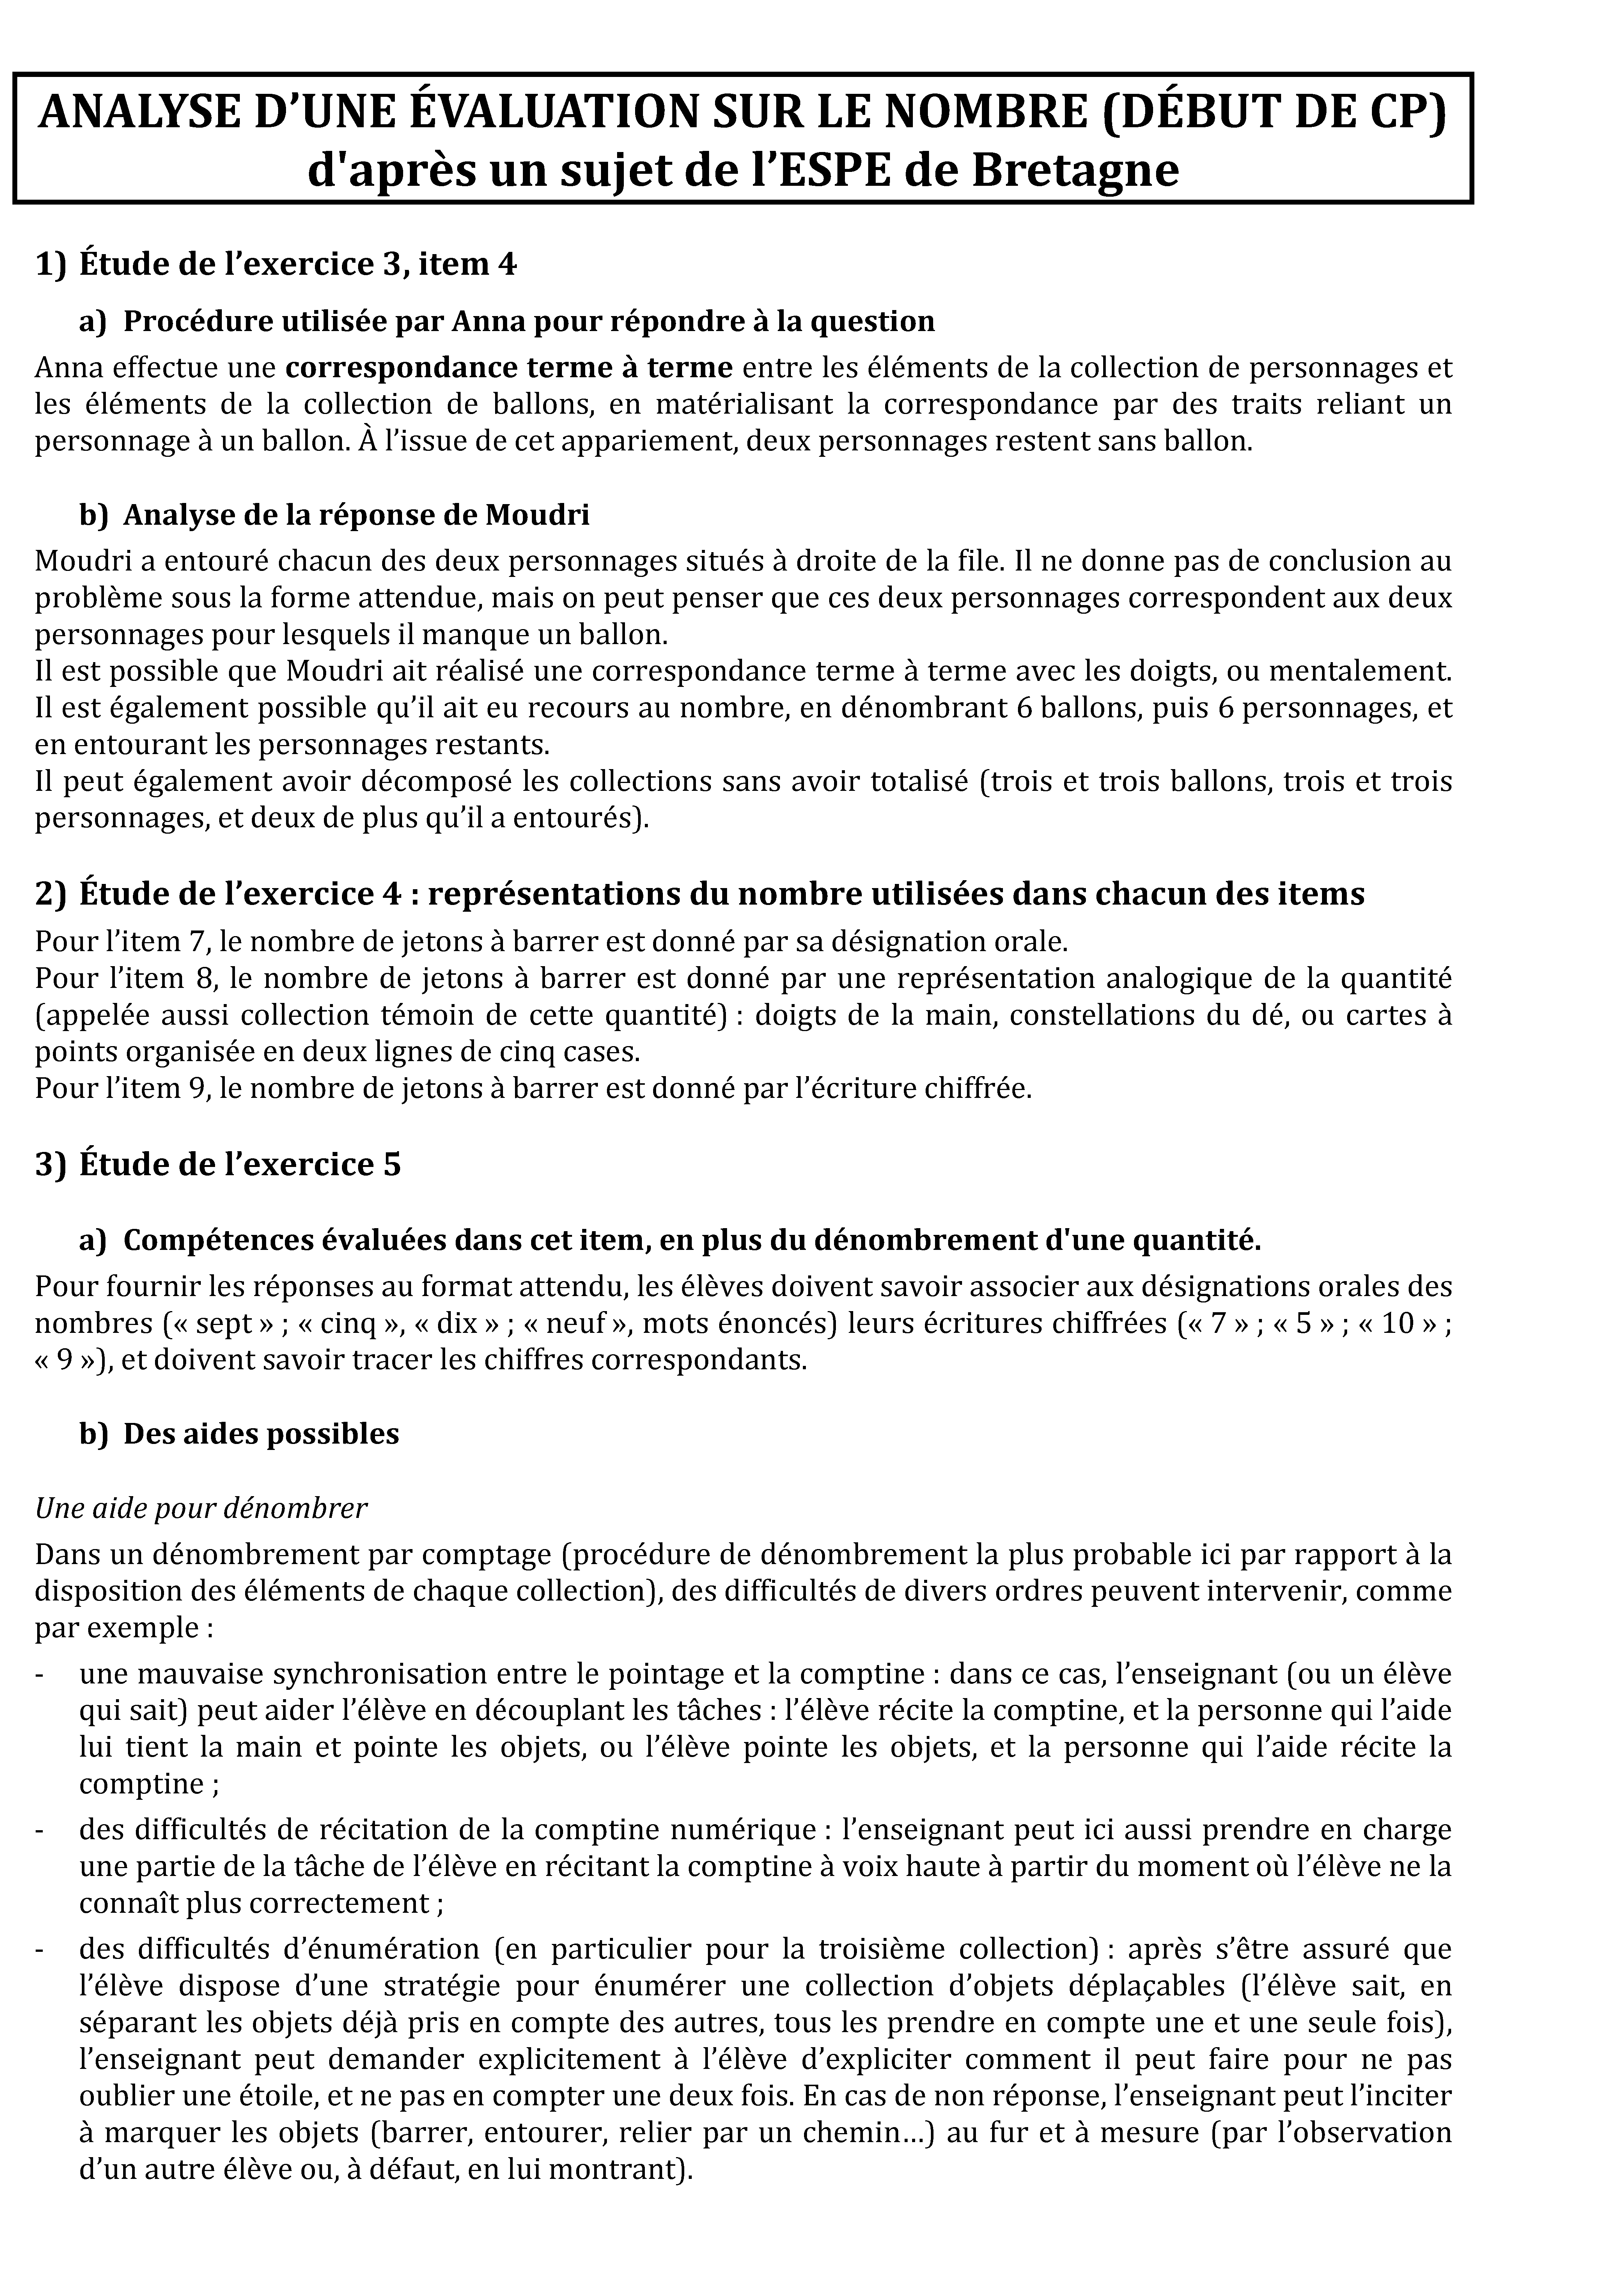 ANALYSE D’UNE ÉVALUATION SUR LE NOMBRE (DÉBUT DE CP)
d'après un sujet de l’ESPE de Bretagne
1) Étude de l’exercice 3, item 4
a) Procédure utilisée par Anna pour répondre à la question
Anna effectue une correspondance terme à terme entre les éléments de la collection de personnages et
les éléments de la collection de ballons, en matérialisant la correspondance par des traits reliant un
personnage à un ballon. À l’issue de cet appariement, deux personnages restent sans ballon.
b) Analyse de la réponse de Moudri
Moudri a entouré chacun des deux personnages situés à droite de la file. Il ne donne pas de conclusion au
problème sous la forme attendue, mais on peut penser que ces deux personnages correspondent aux deux
personnages pour lesquels il manque un ballon.
Il est possible que Moudri ait réalisé une correspondance terme à terme avec les doigts, ou mentalement.
Il est également possible qu’il ait eu recours au nombre, en dénombrant 6 ballons, puis 6 personnages, et
en entourant les personnages restants.
Il peut également avoir décomposé les collections sans avoir totalisé (trois et trois ballons, trois et trois
personnages, et deux de plus qu’il a entourés).
2) Étude de l’exercice 4 : représentations du nombre utilisées dans chacun des items
Pour l’item 7, le nombre de jetons à barrer est donné par sa désignation orale.
Pour l’item 8, le nombre de jetons à barrer est donné par une représentation analogique de la quantité
(appelée aussi collection témoin de cette quantité) : doigts de la main, constellations du dé, ou cartes à
points organisée en deux lignes de cinq cases.
Pour l’item 9, le nombre de jetons à barrer est donné par l’écriture chiffrée.
3) Étude de l’exercice 5
a) Compétences évaluées dans cet item, en plus du dénombrement d'une quantité.
Pour fournir les réponses au format attendu, les élèves doivent savoir associer aux désignations orales des
nombres (« sept » ; « cinq », « dix » ; « neuf », mots énoncés) leurs écritures chiffrées (« 7 » ; « 5 » ; « 10 » ;
« 9 »), et doivent savoir tracer les chiffres correspondants.
b) Des aides possibles
Une aide pour dénombrer
Dans un dénombrement par comptage (procédure de dénombrement la plus probable ici par rapport à la
disposition des éléments de chaque collection), des difficultés de divers ordres peuvent intervenir, comme
par exemple :
- une mauvaise synchronisation entre le pointage et la comptine : dans ce cas, l’enseignant (ou un élève
qui sait) peut aider l’élève en découplant les tâches : l’élève récite la comptine, et la personne qui l’aide
lui tient la main et pointe les objets, ou l’élève pointe les objets, et la personne qui l’aide récite la
comptine ;
- des difficultés de récitation de la comptine numérique : l’enseignant peut ici aussi prendre en charge
une partie de la tâche de l’élève en récitant la comptine à voix haute à partir du moment où l’élève ne la
connaît plus correctement ;
- des difficultés d’énumération (en particulier pour la troisième collection) : après s’être assuré que
l’élève dispose d’une stratégie pour énumérer une collection d’objets déplaçables (l’élève sait, en
séparant les objets déjà pris en compte des autres, tous les prendre en compte une et une seule fois),
l’enseignant peut demander explicitement à l’élève d’expliciter comment il peut faire pour ne pas
oublier une étoile, et ne pas en compter une deux fois. En cas de non réponse, l’enseignant peut l’inciter
à marquer les objets (barrer, entourer, relier par un chemin…) au fur et à mesure (par l’observation
d’un autre élève ou, à défaut, en lui montrant).